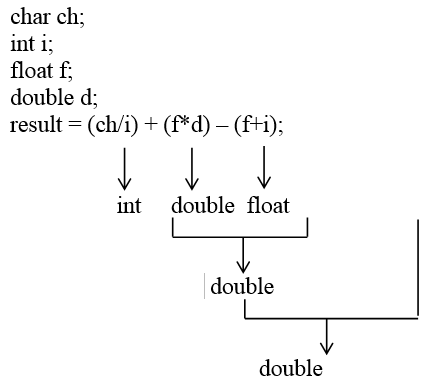 char ch;
int i;
float f;
double d;
result = (ch/i) + (f*d) – (f+i);
int double float
double
double